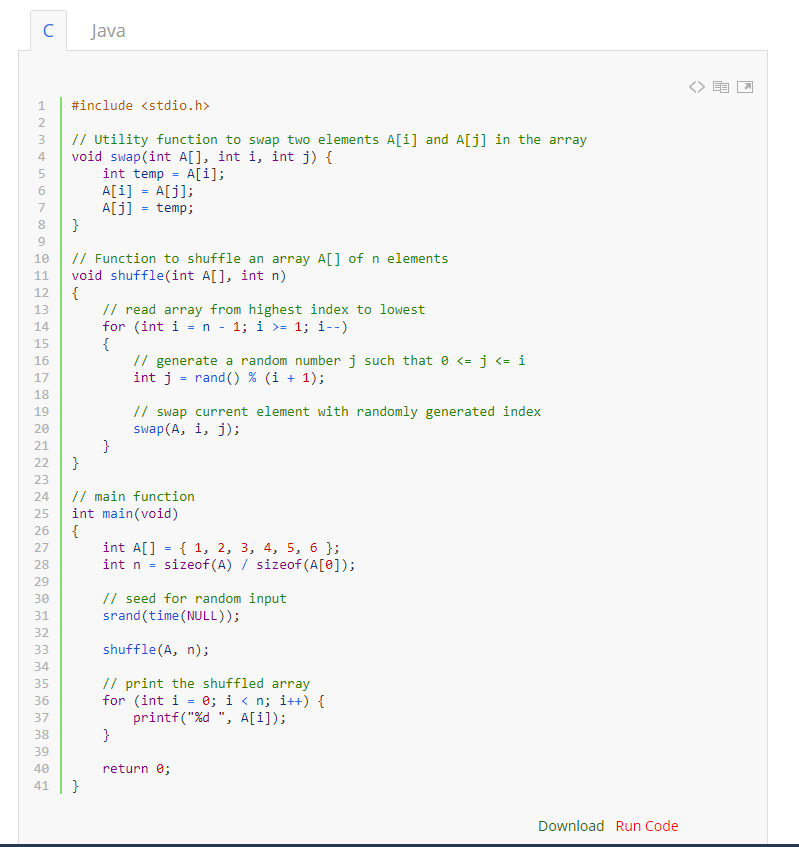 C Java
1 #include <stdio.h>
2
3 // Utility function to swap two elements A[i] and A[j] in the array
4 void swap(int A[], int i, int j) {
5     int temp = A[i];
6     A[i] = A[j];
7     A[j] = temp;
8 }
9
10 // Function to shuffle an array A[] of n elements
11 void shuffle(int A[], int n)
12 {
13     // read array from highest index to lowest
14     for (int i = n - 1; i >= 1; i--)
15     {
16         // generate a random number j such that 0 <= j <= i
17         int j = rand() % (i + 1);
18
19         // swap current element with randomly generated index
20         swap(A, i, j);
21     }
22 }
23
24 // main function
25 int main(void)
26 {
27     int A[] = { 1, 2, 3, 4, 5, 6 };
28     int n = sizeof(A) / sizeof(A[0]);
29
30     // seed for random input
31     srand(time(NULL));
32
33     shuffle(A, n);
34
35     // print the shuffled array
36     for (int i = 0; i < n; i++) {
37         printf("%d ", A[i]);
38     }
39
40     return 0;
41 }
Download Run Code